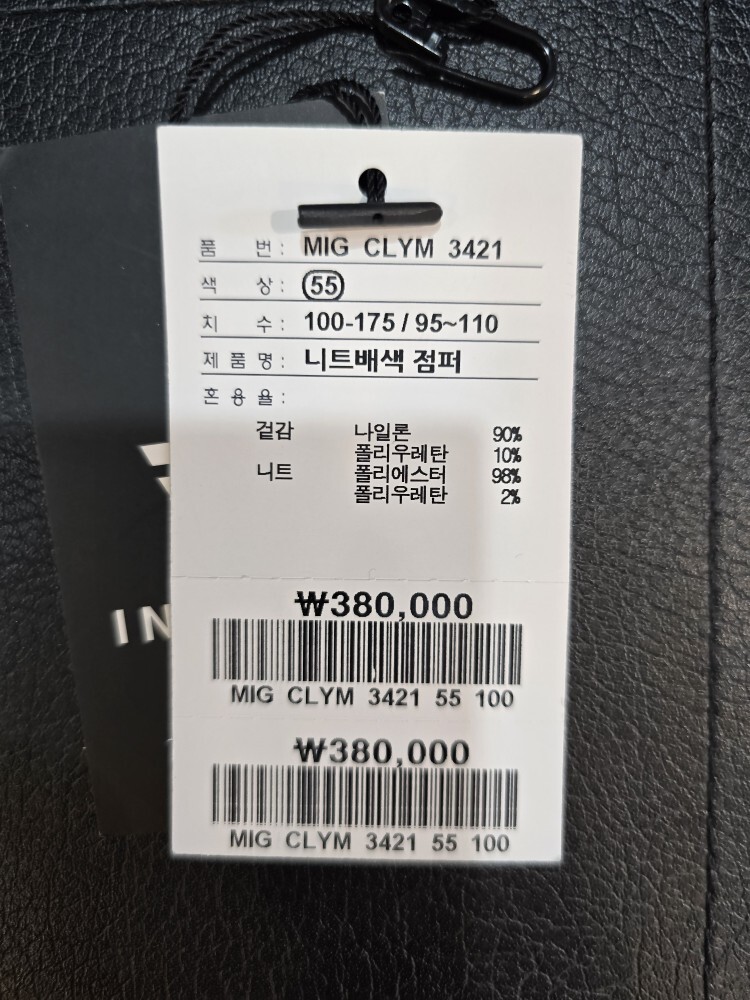 품 번 : MIG CLYM 3421
색 상 : 55
치 수 : 100-175 / 95~110
제 품 명 : 니트배색 점퍼
혼 용 율 :
겉감 나일론 90%
폴리우레탄 10%
니트 폴리에스터 98%
폴리우레탄 2%
IN
₩380,000
MIG CLYM 3421 55 100
₩380,000
MIG CLYM 3421 55 100